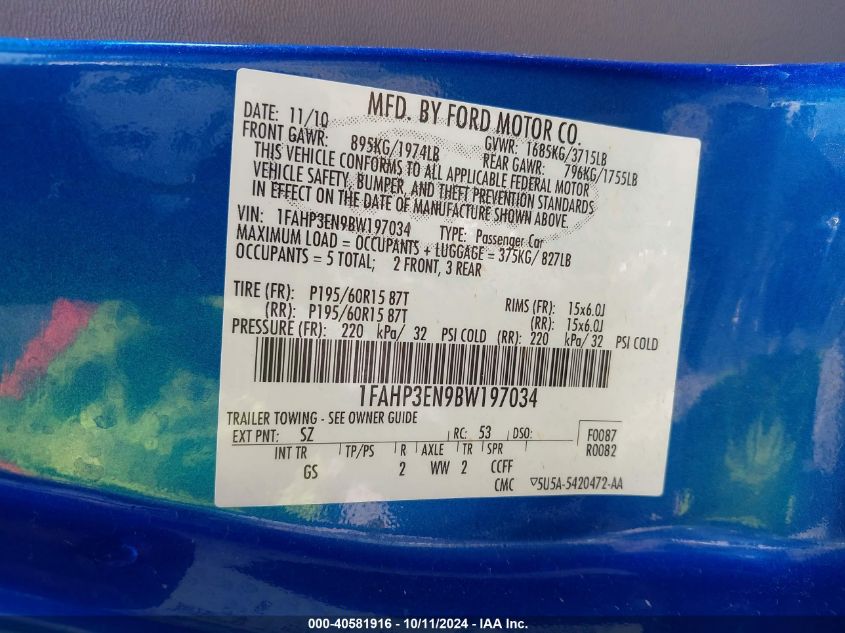 MFD. BY FORD MOTOR CO.
DATE: 11/10 GVWR: 1685KG/3715LB
FRONT GAWR: 895KG/1974LB REAR GAWR: 796KG/1755LB
THIS VEHICLE CONFORMS TO ALL APPLICABLE FEDERAL MOTOR
VEHICLE SAFETY, BUMPER, AND THEFT PREVENTION STANDARDS
IN EFFECT ON THE DATE OF MANUFACTURE SHOWN ABOVE.
VIN: 1FAHP3EN9BW197034 TYPE: Passenger Car
MAXIMUM LOAD = OCCUPANTS + LUGGAGE = 375KG/ 827LB
OCCUPANTS = 5 TOTAL; 2 FRONT, 3 REAR
TIRE (FR): P195/60R15 87T RIMS (FR): 15x6.0J
(RR): P195/60R15 87T (RR): 15x6.0J
PRESSURE (FR): 220 kPa/ 32 PSI COLD (RR): 220 kPa/ 32 PSI COLD
1FAHP3EN9BW197034
TRAILER TOWING - SEE OWNER GUIDE
EXT PNT: SZ RC: 53 DSO: F0087
R0082
INT TR TP/PS R AXLE TR SPR
GS 2 WW 2 CCFF
CMC ▽5U5A-5420472-AA
000-40581916 - 10/11/2024 - IAA Inc.